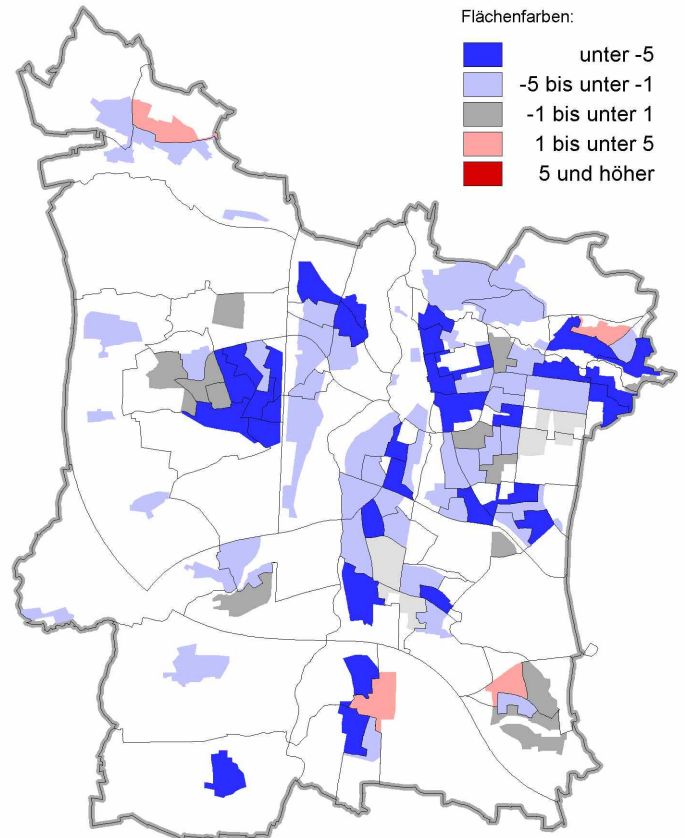 Flächenfarben:
unter -5
-5 bis unter -1
-1 bis unter 1
1 bis unter 5
5 und höher